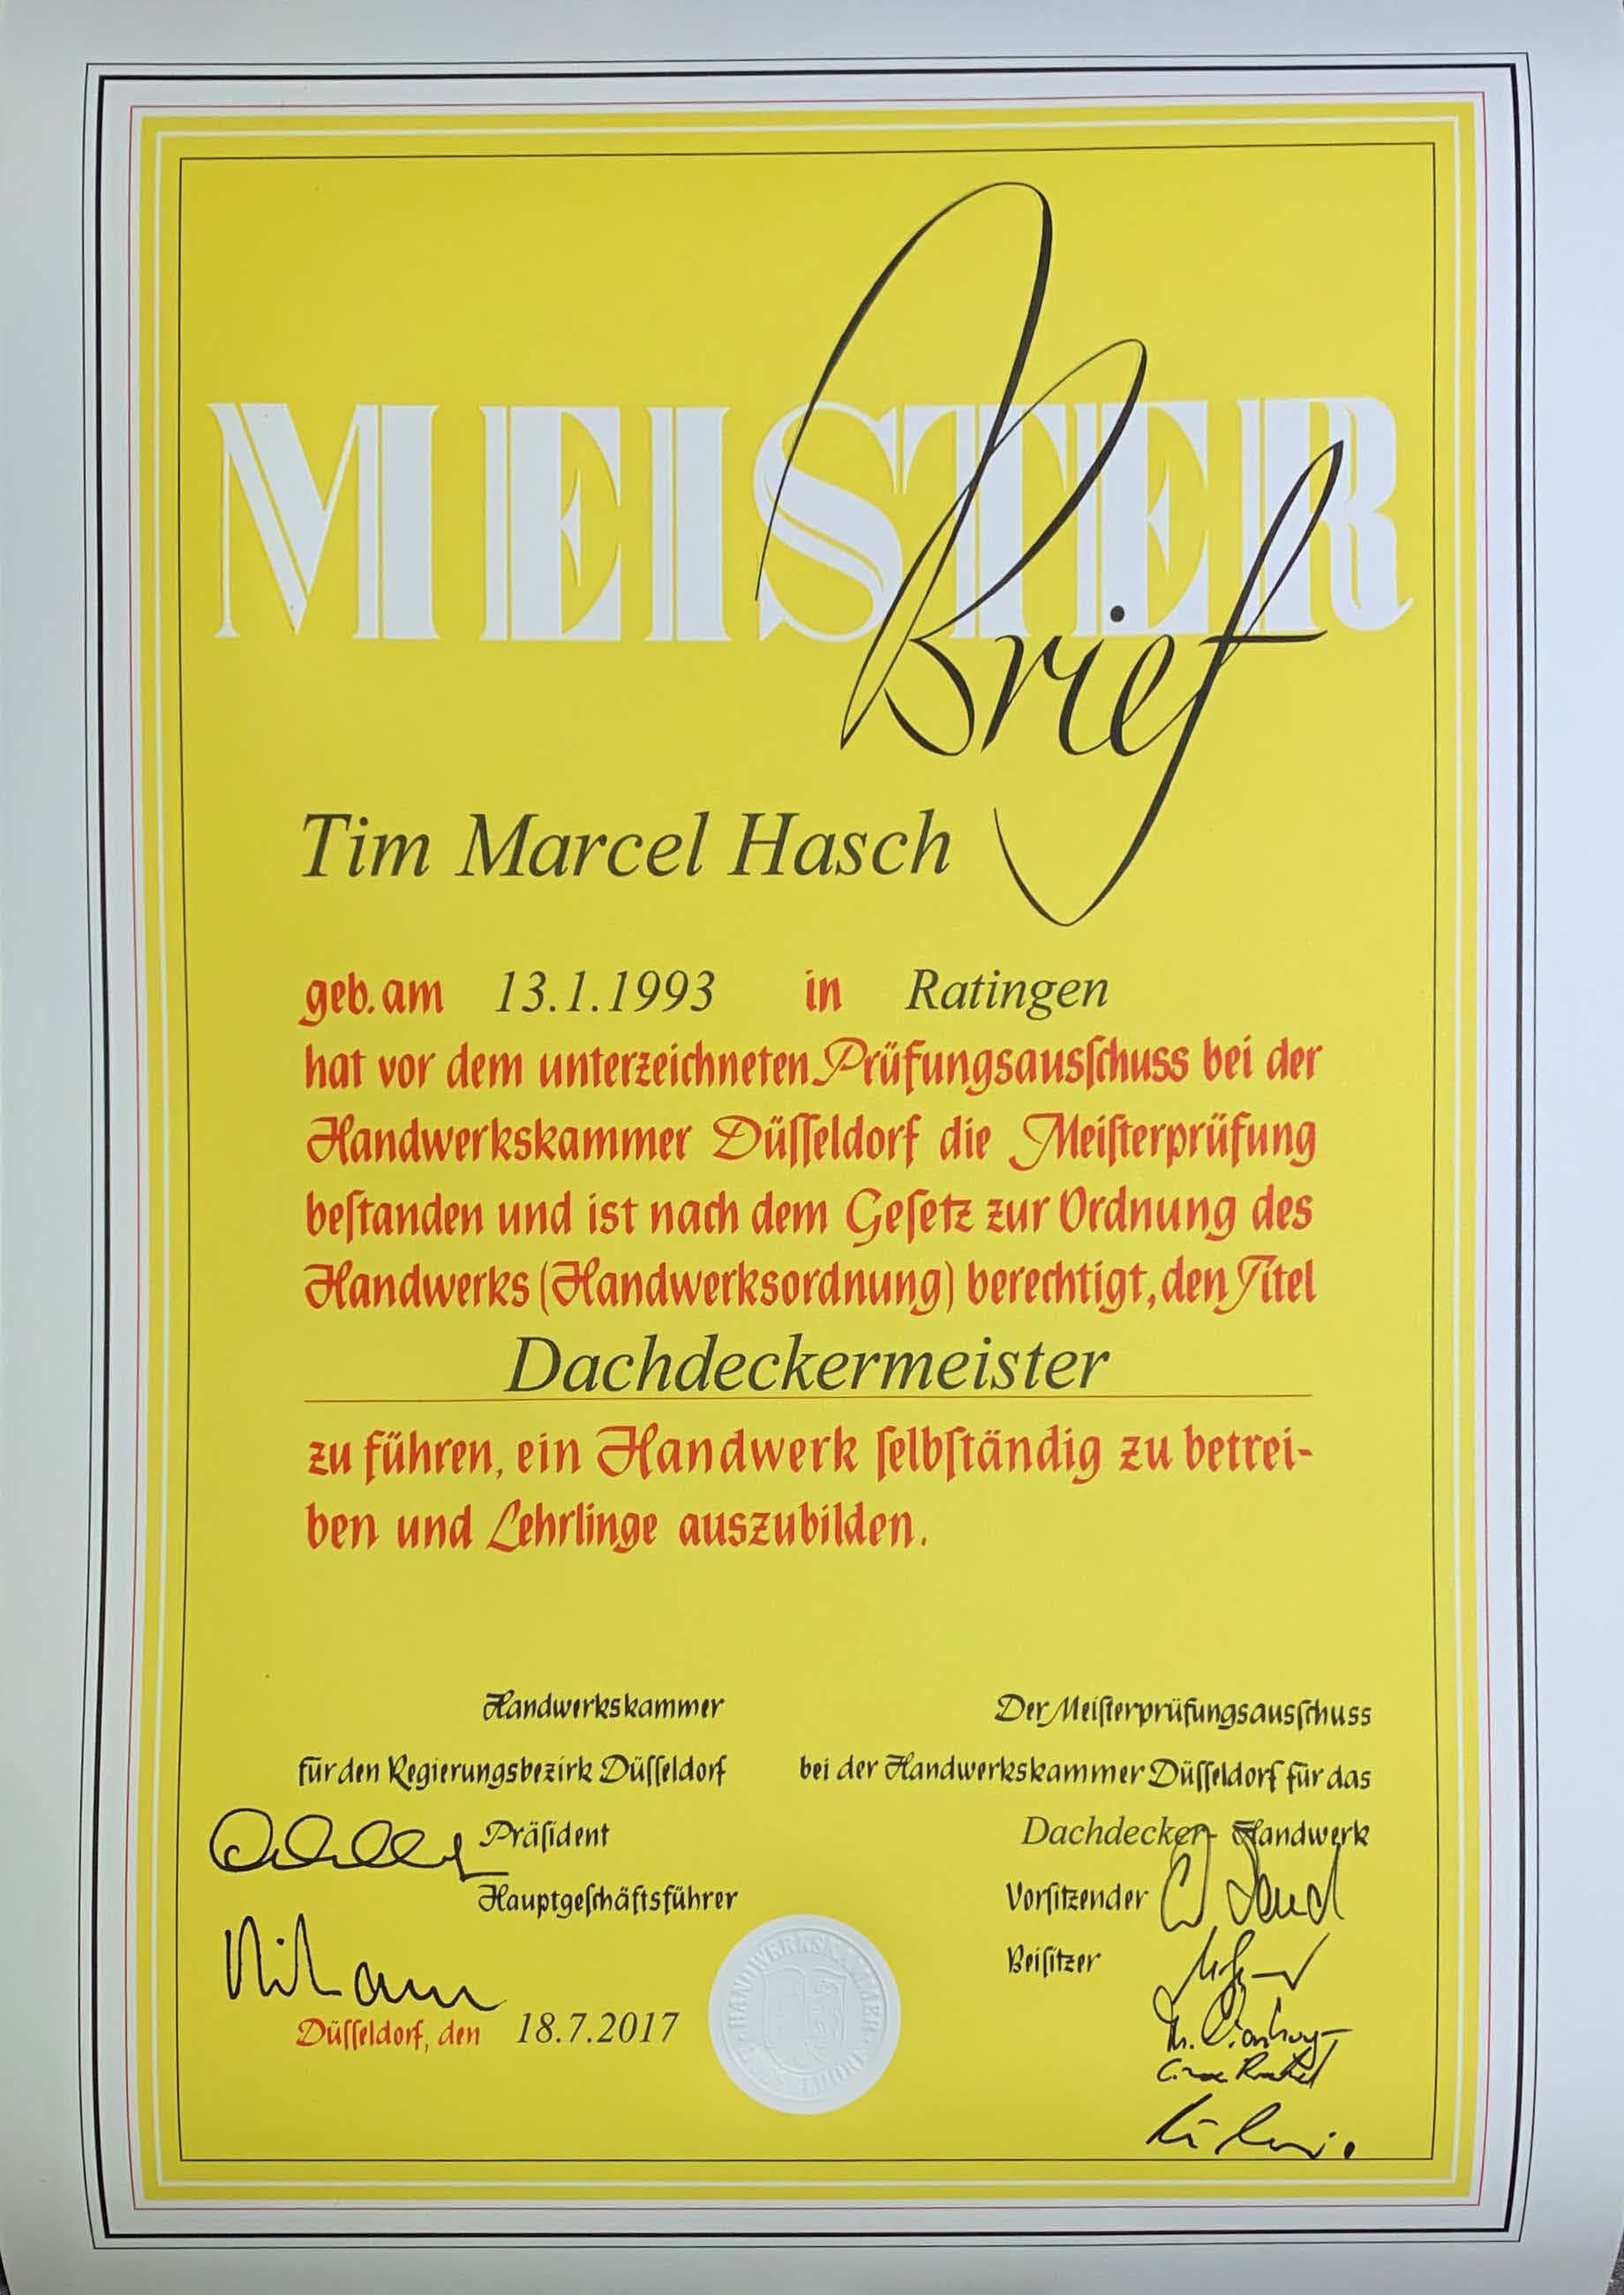 MEISTER
Brief
Tim Marcel Hasch
geb. am 13.1.1993 in Ratingen
hat vor dem unterzeichneten Prüfungsausſchuss bei der
Handwerkskammer Düſſeldorf die Meiſterprüfung
beſtanden und ist nach dem Geſetz zur Ordnung des
Handwerks (Handwerksordnung) berechtigt, den Titel
Dachdeckermeister
zu führen, ein Handwerk ſelbſtändig zu betrei-
ben und Lehrlinge auszubilden.
Handwerkskammer
für den Regierungsbezirk Düſſeldorf
Präſident
Hauptgeſchäftsführer
Düſſeldorf, den 18.7.2017
Der Meiſterprüfungsausſchuss
bei der Handwerkskammer Düſſeldorf für das
Dachdecker- Handwerk
Vorſitzender
Beiſitzer